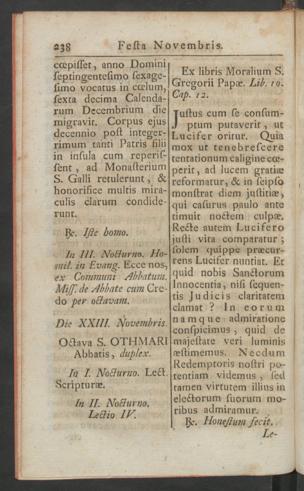 238 Festa Novembris.
cœpisset, anno Domini
septingentesimo sexage-
simo vocatus in cœlum,
sexta decima Calenda-
rum Decembrium die
migravit. Corpus ejus
decennio post integer-
rimum tanti Patris filii
in insula cum reperis-
sent, ad Monasterium
S. Galli retulerunt, &
honorifice multis mira-
culis clarum condide-
runt.
℞. Iste homo.
In III. Nocturno. Ho-
mil. in Evang. Ecce nos,
ex Communi Abbatum.
Miss. de Abbate cum Cre-
do per octavam.
Die XXIII. Novembris.
Octava S. OTHMARI
Abbatis, duplex.
In I. Nocturno. Lect.
Scripturæ.
In II. Nocturno.
Lectio IV.
Ex libris Moralium S.
Gregorii Papæ. Lib. 10.
Cap. 12.
Justus cum se consum-
ptum putaverit, ut
Lucifer oritur. Quia
mox ut tenebrescere
tentationum caligine cœ-
perit, ad lucem gratiæ
reformatur, & in seipso
monstrat diem justitiæ,
qui casurus paulo ante
timuit noctem culpæ.
Recte autem Lucifero
justi vita comparatur;
solem quippe præcur-
rens Lucifer nuntiat. Et
quid nobis Sanctorum
Innocentia, nisi sequen-
tis Judicis claritatem
clamat? In eorum
namque admiratione
conspicimus, quid de
majestate veri luminis
æstimemus. Necdum
Redemptoris nostri po-
tentiam videmus, sed
tamen virtutem illius in
electorum suorum mo-
ribus admiramur.
℞. Honestum fecit.
Le-